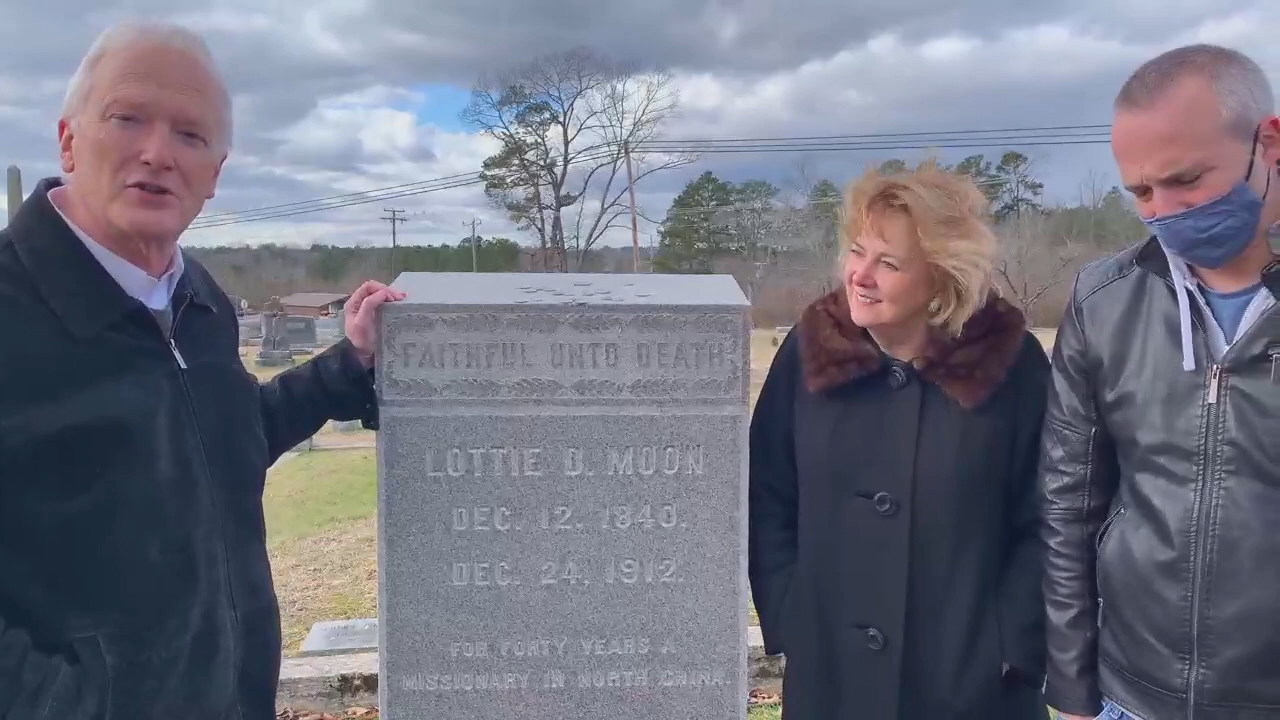 FAITHFUL UNTO DEATH.
LOTTIE D. MOON
DEC. 12, 1840.
DEC. 24, 1912.
FOR FORTY YEARS A
MISSIONARY IN NORTH CHINA.